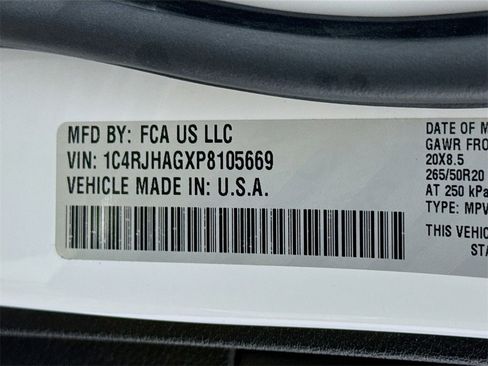 MFD BY: FCA US LLC
VIN: 1C4RJHAGXP8105669
VEHICLE MADE IN: U.S.A.
DATE OF M
GAWR FRO
20X8.5
265/50R20
AT 250 kPa
TYPE: MPV
THIS VEHIC
STA